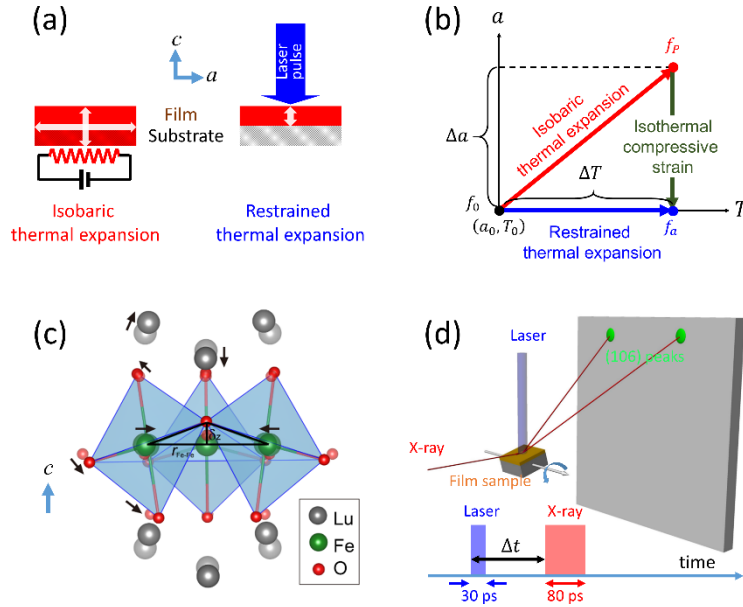 (a)
c
a
Laser
pulse
Film
Substrate
Isobaric
thermal expansion
Restrained
thermal expansion
(b)
a
f_P
Δa
Isobaric
thermal expansion
Isothermal
compressive
strain
ΔT
f_0
(a_0, T_0)
f_a
T
Restrained
thermal expansion
(c)
δz
r_Fe-Fe
c
Lu
Fe
O
(d)
Laser
(106) peaks
X-ray
Film sample
Laser
X-ray
Δt
time
30 ps
80 ps